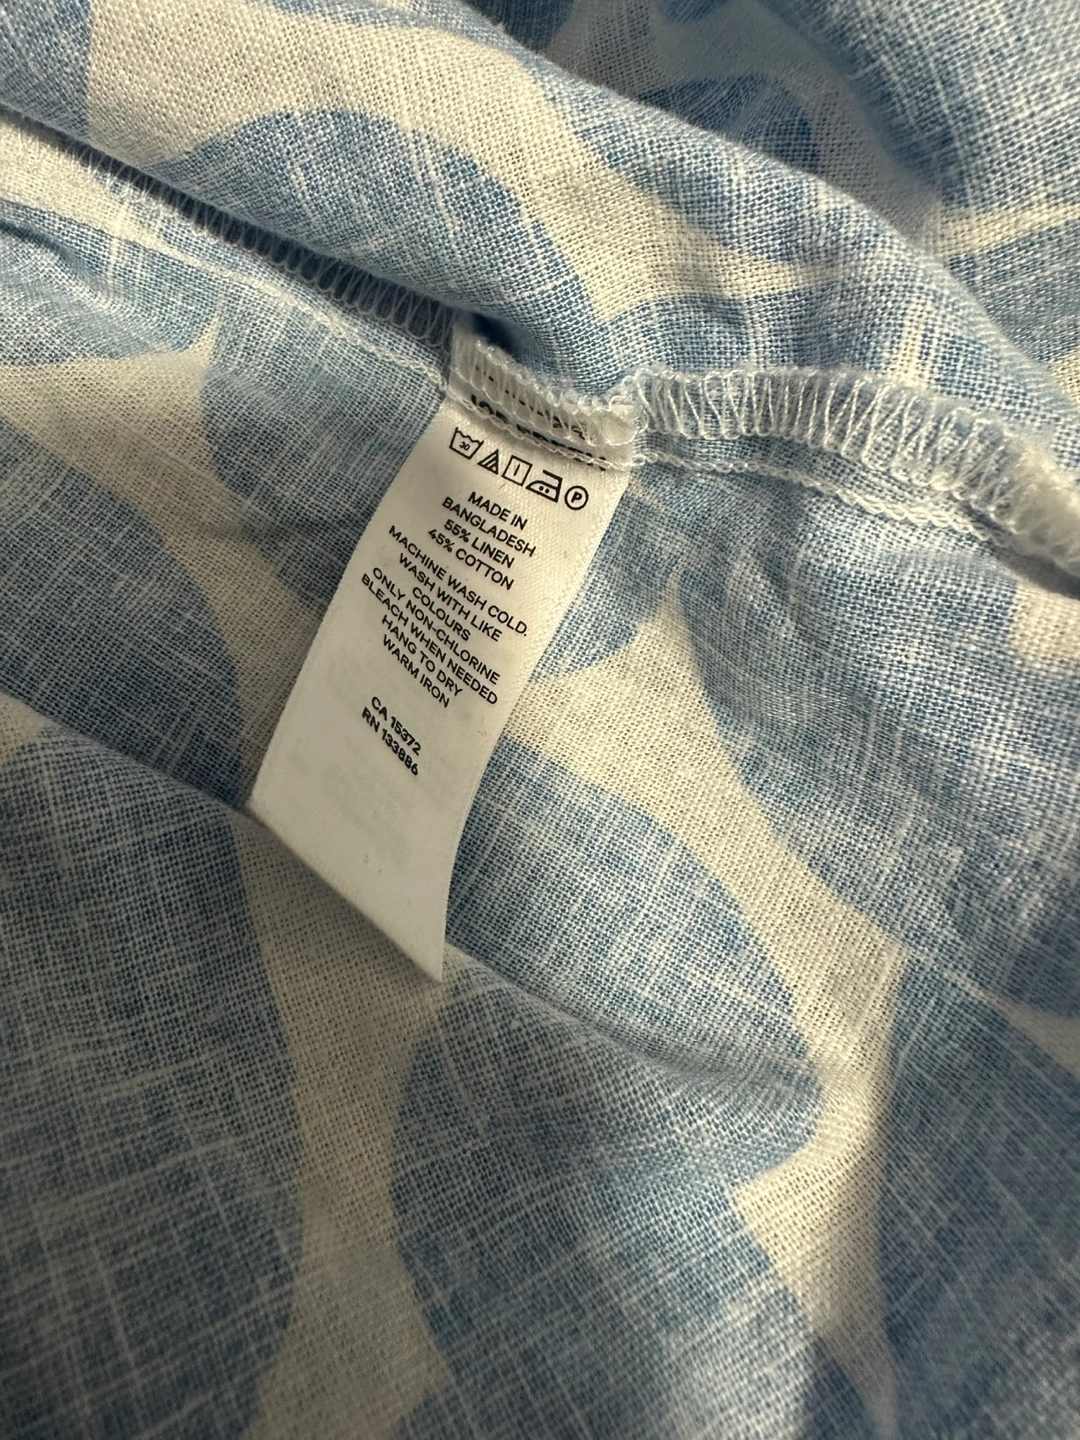 30
P
MADE IN
BANGLADESH
55% LINEN
45% COTTON
MACHINE WASH COLD.
WASH WITH LIKE
COLOURS
ONLY NON-CHLORINE
BLEACH WHEN NEEDED
HANG TO DRY
WARM IRON
CA 15372
RN 133886